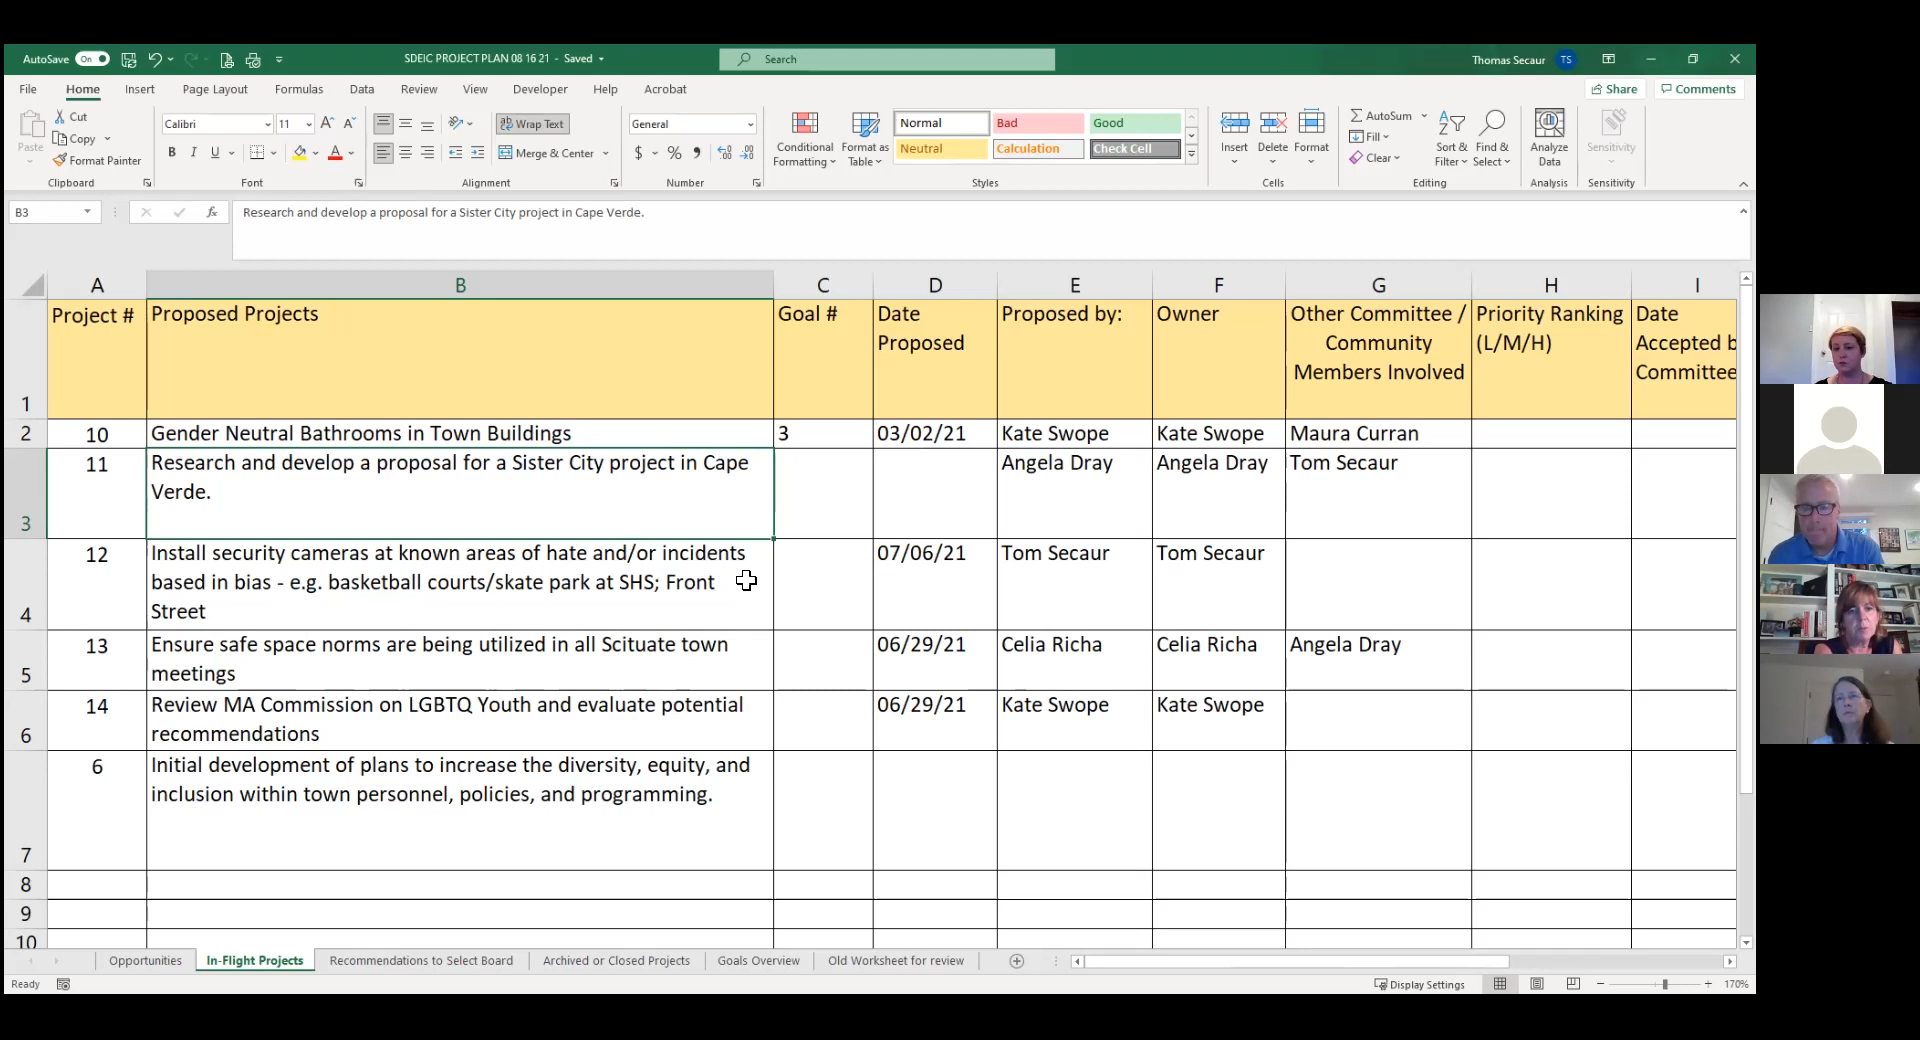 AutoSave On SDEIC PROJECT PLAN 08 16 21 - Saved Search Thomas Secaur TS
File Home Insert Page Layout Formulas Data Review View Developer Help Acrobat Share Comments
Paste Cut Copy Format Painter Clipboard
Calibri 11 A A B I U A Font
ab Wrap Text Merge & Center Alignment
General $ % , Number
Conditional Formatting Format as Table Normal Bad Good Neutral Calculation Check Cell Styles
Insert Delete Format Cells
AutoSum Fill Clear Sort & Filter Find & Select Editing
Analyze Data Analysis
Sensitivity Sensitivity
B3 fx Research and develop a proposal for a Sister City project in Cape Verde.
A B C D E F G H I
1 Project # Proposed Projects Goal # Date Proposed Proposed by: Owner Other Committee / Community Members Involved Priority Ranking (L/M/H) Date Accepted b Committee
2 10 Gender Neutral Bathrooms in Town Buildings 3 03/02/21 Kate Swope Kate Swope Maura Curran
3 11 Research and develop a proposal for a Sister City project in Cape Verde. Angela Dray Angela Dray Tom Secaur
4 12 Install security cameras at known areas of hate and/or incidents based in bias - e.g. basketball courts/skate park at SHS; Front Street 07/06/21 Tom Secaur Tom Secaur
5 13 Ensure safe space norms are being utilized in all Scituate town meetings 06/29/21 Celia Richa Celia Richa Angela Dray
6 14 Review MA Commission on LGBTQ Youth and evaluate potential recommendations 06/29/21 Kate Swope Kate Swope
7 6 Initial development of plans to increase the diversity, equity, and inclusion within town personnel, policies, and programming.
8
9
10
Opportunities In-Flight Projects Recommendations to Select Board Archived or Closed Projects Goals Overview Old Worksheet for review
Ready Display Settings 170%